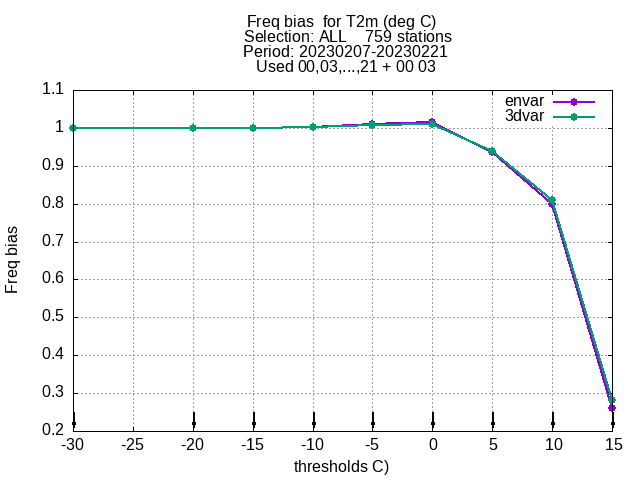 Freq bias  for T2m (deg C)
Selection: ALL    759 stations
Period: 20230207-20230221
Used 00,03,...,21 + 00 03
envar
3dvar
1.1
1
0.9
0.8
0.7
0.6
0.5
0.4
0.3
0.2
Freq bias
-30 -25 -20 -15 -10 -5 0 5 10 15
thresholds C)